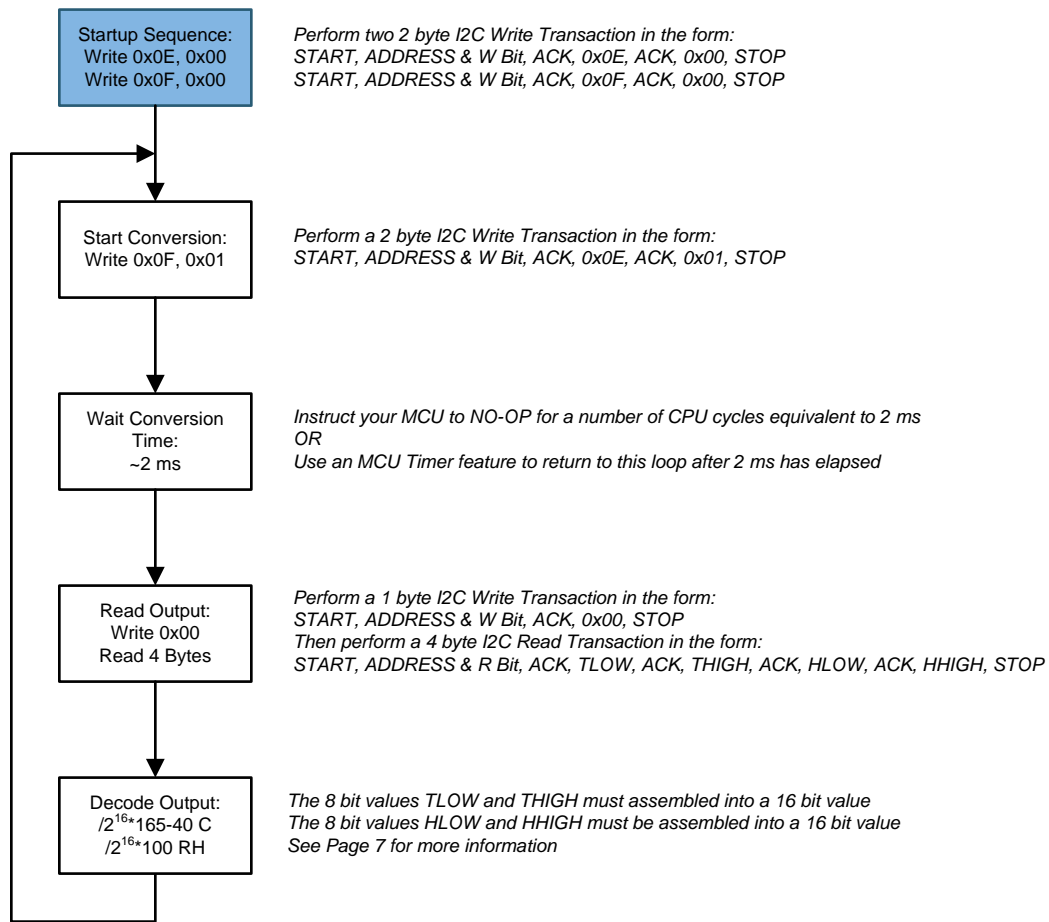 Startup Sequence:
Write 0x0E, 0x00
Write 0x0F, 0x00
Perform two 2 byte I2C Write Transaction in the form:
START, ADDRESS & W Bit, ACK, 0x0E, ACK, 0x00, STOP
START, ADDRESS & W Bit, ACK, 0x0F, ACK, 0x00, STOP
Start Conversion:
Write 0x0F, 0x01
Perform a 2 byte I2C Write Transaction in the form:
START, ADDRESS & W Bit, ACK, 0x0E, ACK, 0x01, STOP
Wait Conversion
Time:
~2 ms
Instruct your MCU to NO-OP for a number of CPU cycles equivalent to 2 ms
OR
Use an MCU Timer feature to return to this loop after 2 ms has elapsed
Read Output:
Write 0x00
Read 4 Bytes
Perform a 1 byte I2C Write Transaction in the form:
START, ADDRESS & W Bit, ACK, 0x00, STOP
Then perform a 4 byte I2C Read Transaction in the form:
START, ADDRESS & R Bit, ACK, TLOW, ACK, THIGH, ACK, HLOW, ACK, HHIGH, STOP
Decode Output:
/2^16*165-40 C
/2^16*100 RH
The 8 bit values TLOW and THIGH must assembled into a 16 bit value
The 8 bit values HLOW and HHIGH must be assembled into a 16 bit value
See Page 7 for more information